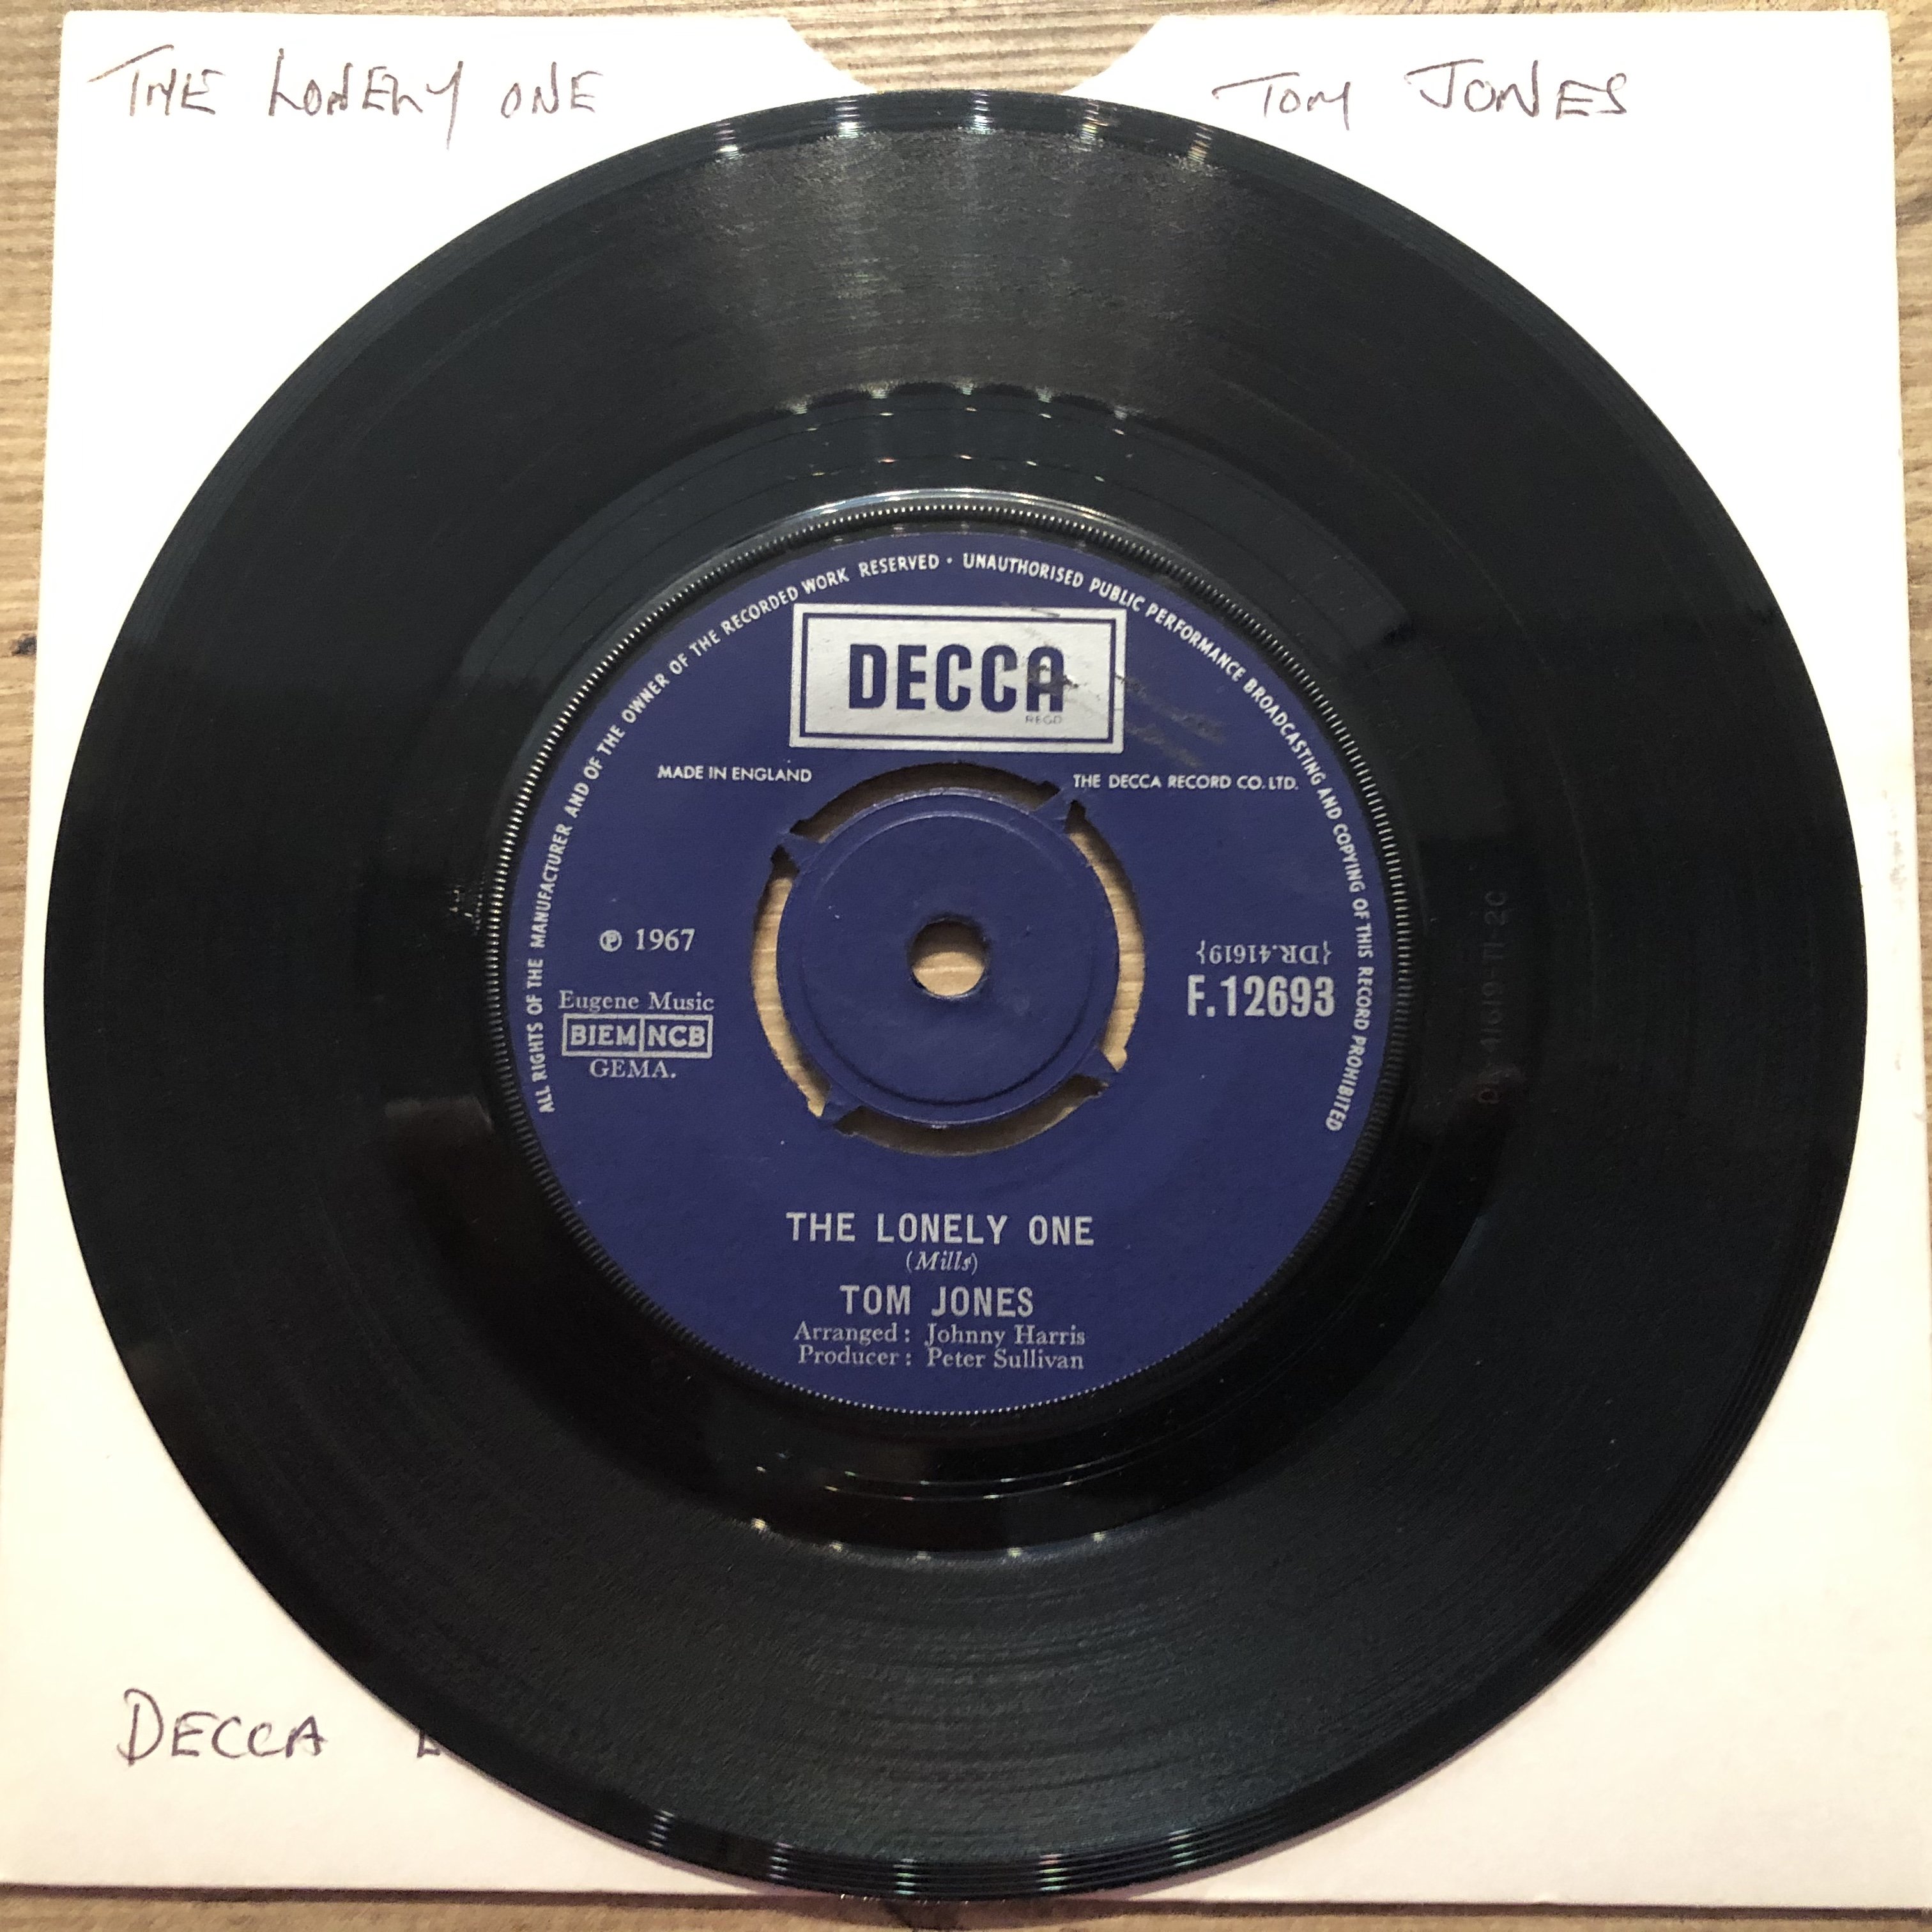 THE LONELY ONE
TOM JONES
ALL RIGHTS OF THE MANUFACTURER AND OF THE OWNER OF THE RECORDED WORK RESERVED · UNAUTHORISED PUBLIC PERFORMANCE BROADCASTING AND COPYING OF THIS RECORD PROHIBITED
DECCA
REGD
MADE IN ENGLAND
THE DECCA RECORD CO. LTD.
℗ 1967
{DR.41619}
F.12693
Eugene Music
BIEM NCB
GEMA.
THE LONELY ONE
(Mills)
TOM JONES
Arranged: Johnny Harris
Producer: Peter Sullivan
DECCA